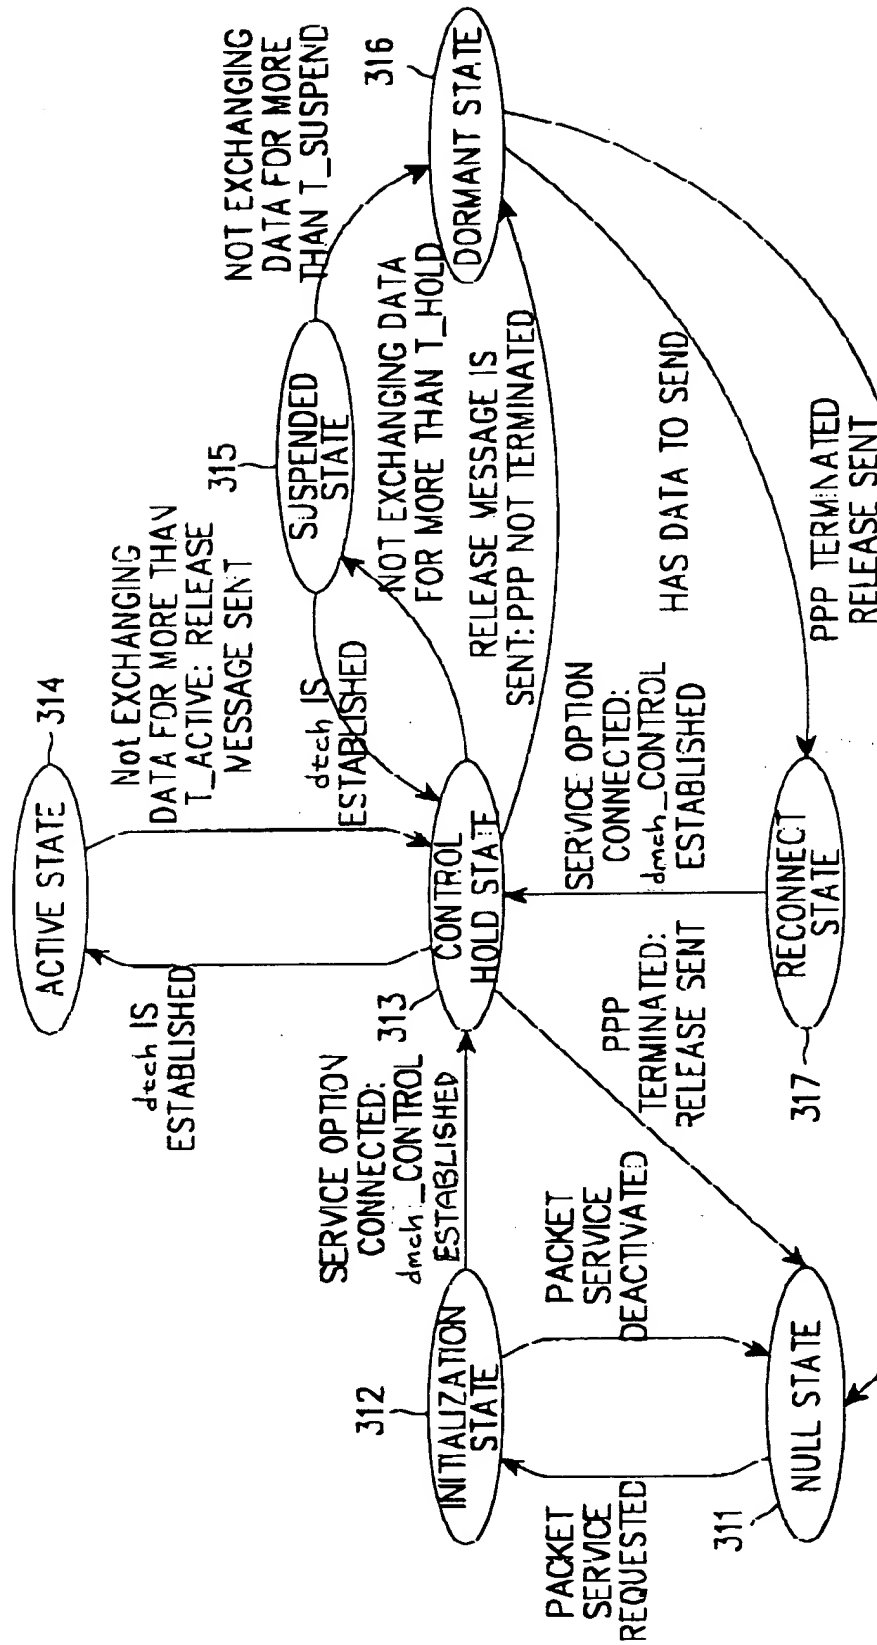 ACTIVE STATE
314
Not EXCHANGING
DATA FOR MORE THAN
T_ACTIVE: RELEASE
MESSAGE SENT
dtch IS
ESTABLISHED
NOT EXCHANGING
DATA FOR MORE
THAN T_SUSPEND
315
SUSPENDED
STATE
316
DORMANT STATE
dtch IS
ESTABLISHED
NOT EXCHANGING DATA
FOR MORE THAN T_HOLD
RELEASE MESSAGE IS
SENT: PPP NOT TERMINATED
312
INITIALIZATION
STATE
SERVICE OPTION
CONNECTED:
dmch_CONTROL
ESTABLISHED
313
CONTROL
HOLD STATE
SERVICE OPTION
CONNECTED:
dmch_CONTROL
ESTABLISHED
HAS DATA TO SEND
PACKET
SERVICE
REQUESTED
PACKET
SERVICE
DEACTIVATED
PPP
TERMINATED:
RELEASE SENT
PPP TERMINATED
RELEASE SENT
311
NULL STATE
317
RECONNECT
STATE